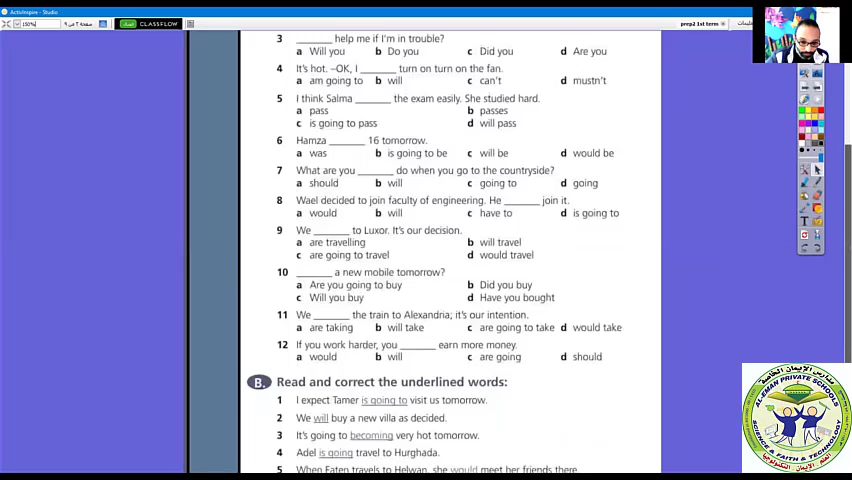 ActivInspire - Studio
150%
صفحة ٢ من ٩
CLASSFLOW
prep2 1st term
تعليمات
3 _______ help me if I'm in trouble?
a Will you b Do you c Did you d Are you
4 It's hot. –OK, I _______ turn on turn on the fan.
a am going to b will c can't d mustn't
5 I think Salma _______ the exam easily. She studied hard.
a pass b passes
c is going to pass d will pass
6 Hamza _______ 16 tomorrow.
a was b is going to be c will be d would be
7 What are you _______ do when you go to the countryside?
a should b will c going to d going
8 Wael decided to join faculty of engineering. He _______ join it.
a would b will c have to d is going to
9 We _______ to Luxor. It's our decision.
a are travelling b will travel
c are going to travel d would travel
10 _______ a new mobile tomorrow?
a Are you going to buy b Did you buy
c Will you buy d Have you bought
11 We _______ the train to Alexandria; it's our intention.
a are taking b will take c are going to take d would take
12 If you work harder, you _______ earn more money.
a would b will c are going d should
B. Read and correct the underlined words:
1 I expect Tamer is going to visit us tomorrow.
2 We will buy a new villa as decided.
3 It's going to becoming very hot tomorrow.
4 Adel is going travel to Hurghada.
5 When Faten travels to Helwan, she would meet her friends there.
مدارس الإيمان الخاصة
AL-EMAN PRIVATE SCHOOLS
SCIENCE & FAITH & TECHNOLOGY